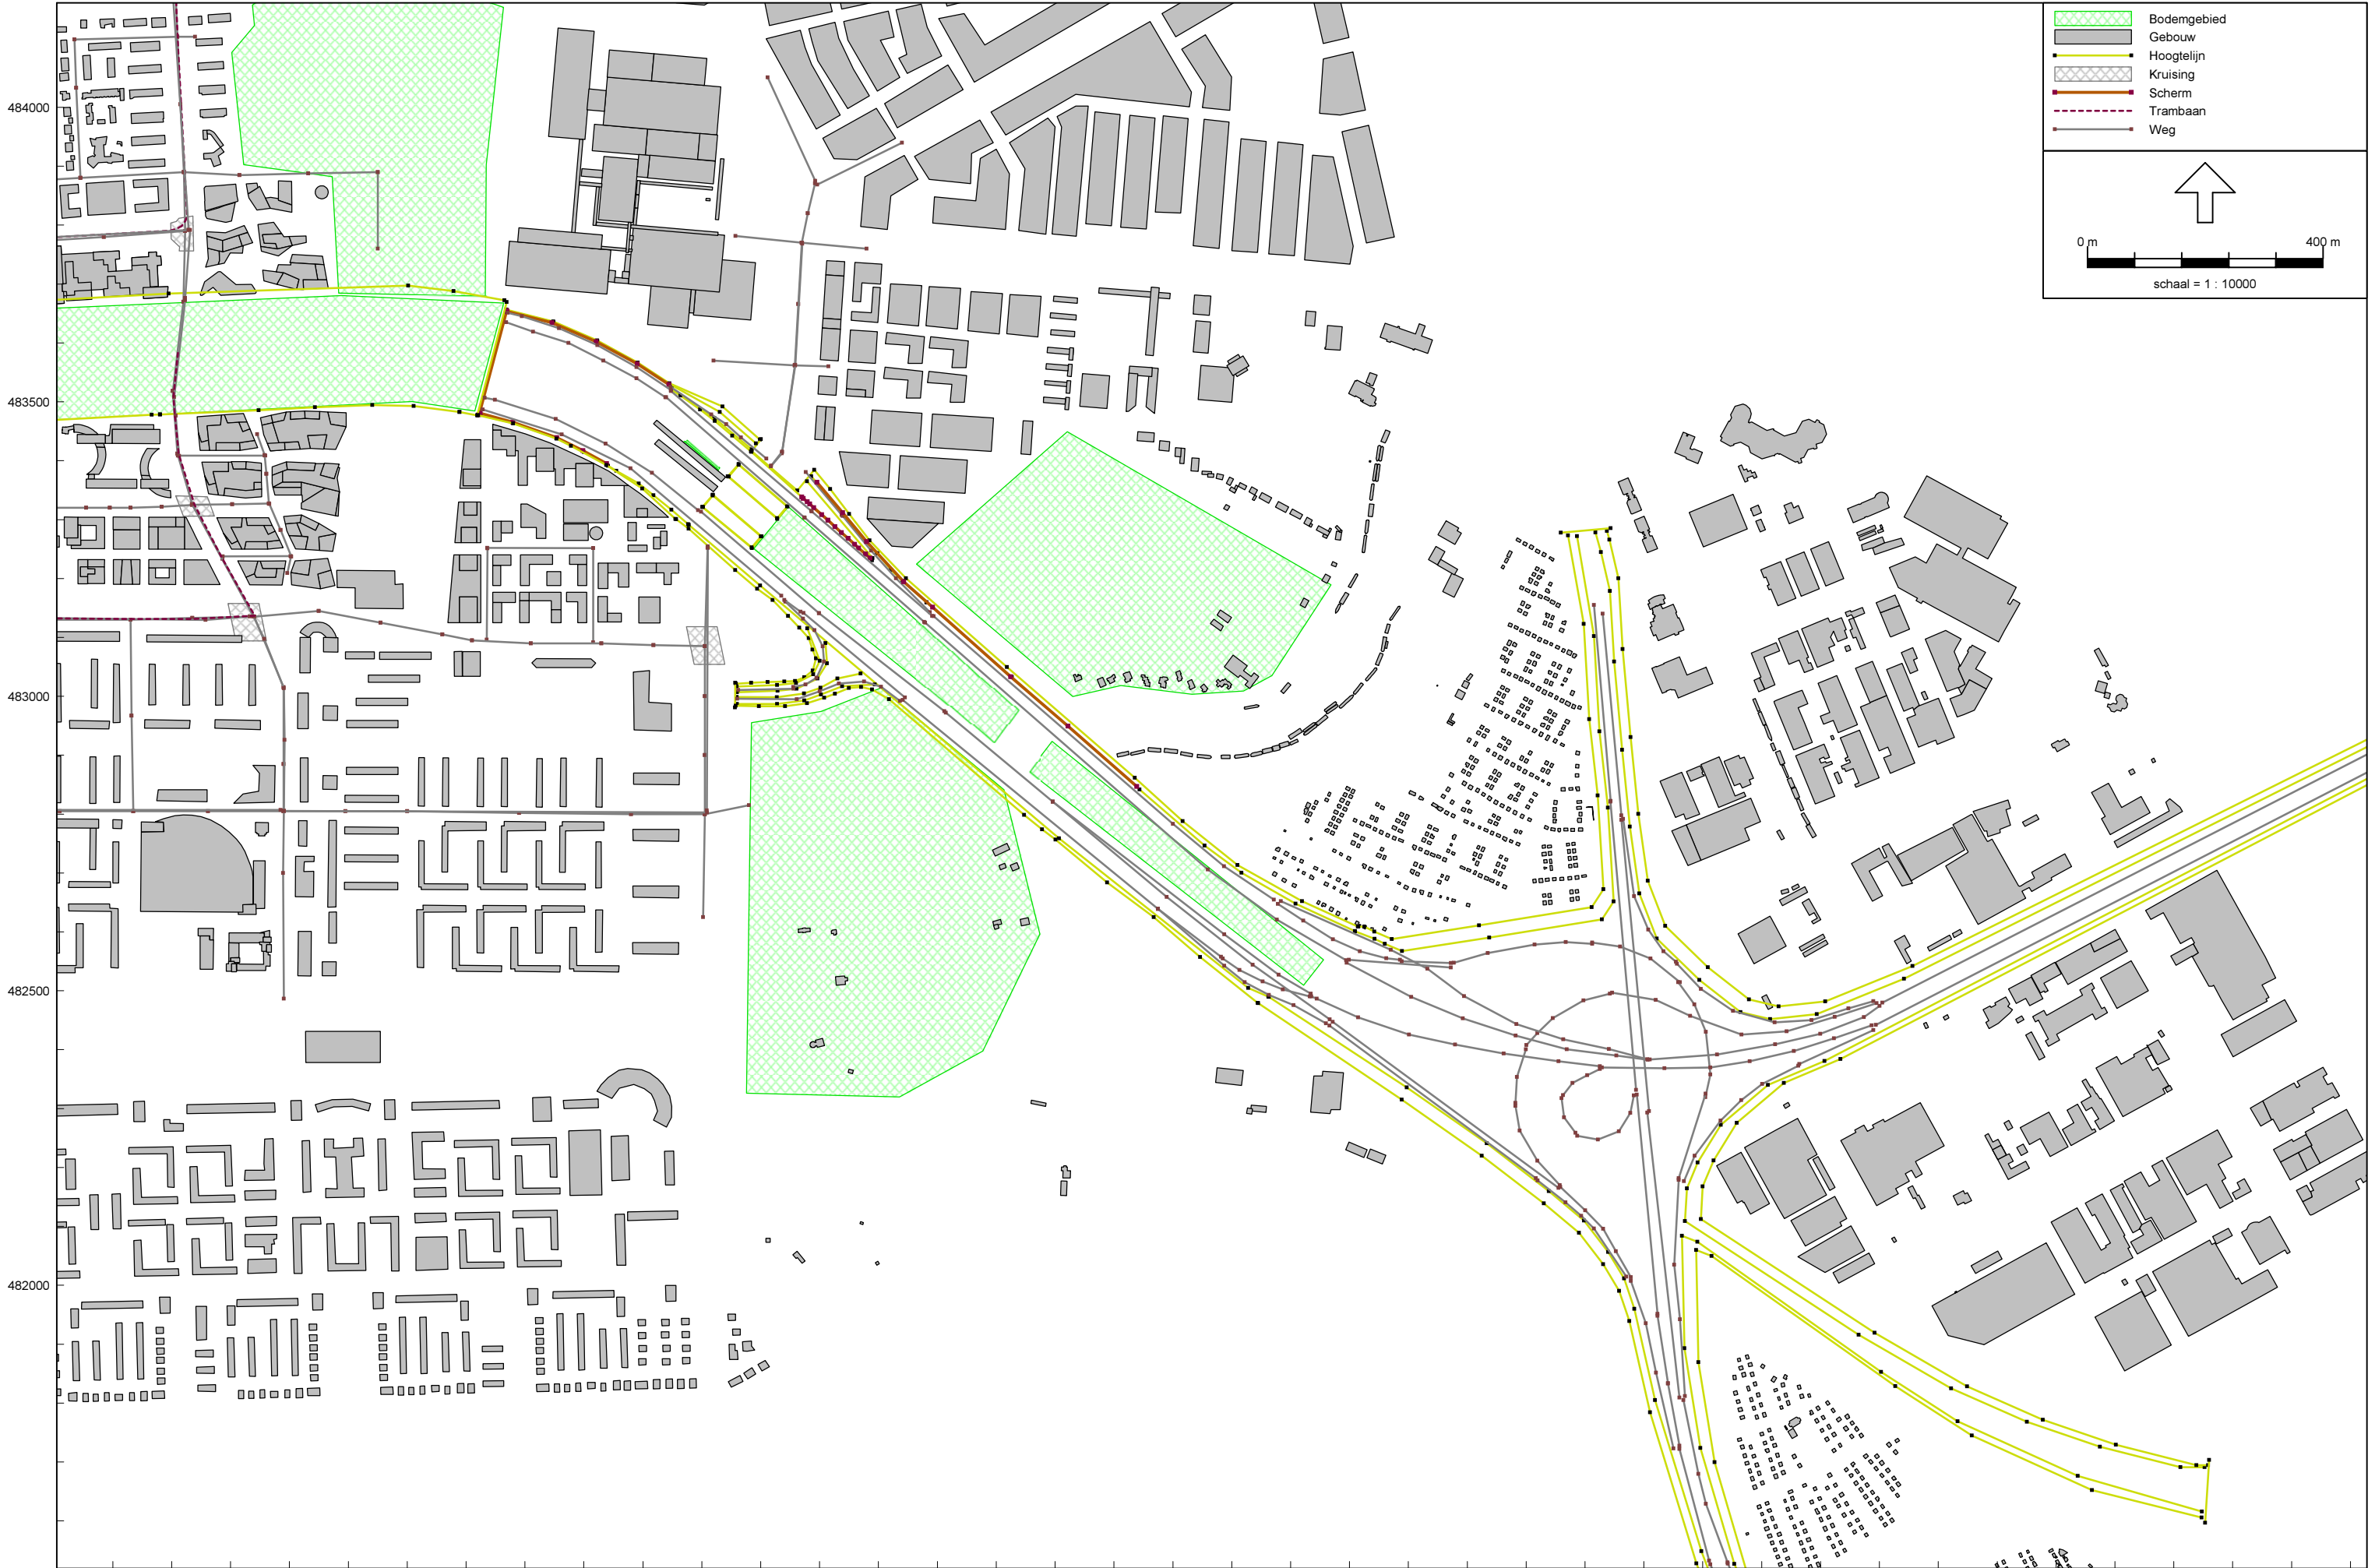 Bodemgebied
Gebouw
Hoogtelijn
Kruising
Scherm
Trambaan
Weg
0 m 400 m
schaal = 1 : 10000
484000
483500
483000
482500
482000